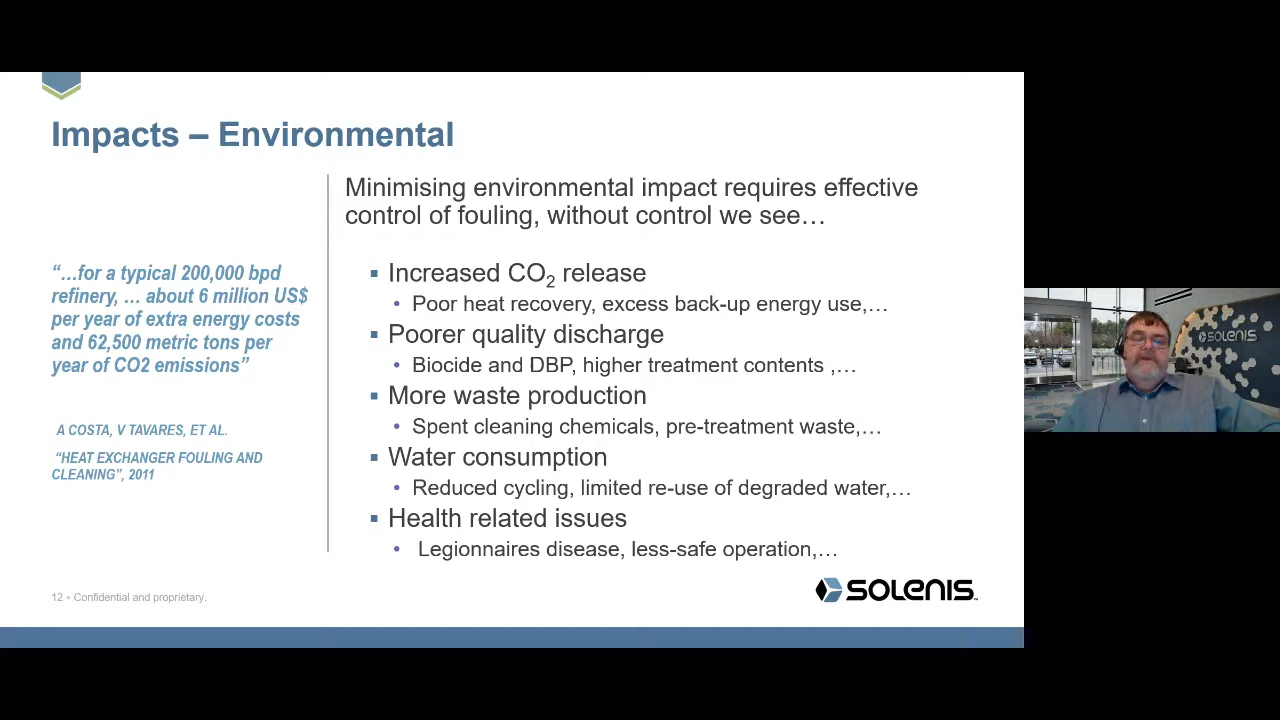 Impacts – Environmental
Minimising environmental impact requires effective
control of fouling, without control we see…
“…for a typical 200,000 bpd
refinery, … about 6 million US$
per year of extra energy costs
and 62,500 metric tons per
year of CO2 emissions”
A COSTA, V TAVARES, ET AL.
“HEAT EXCHANGER FOULING AND
CLEANING”, 2011
▪ Increased CO₂ release
• Poor heat recovery, excess back-up energy use,…
▪ Poorer quality discharge
• Biocide and DBP, higher treatment contents ,…
▪ More waste production
• Spent cleaning chemicals, pre-treatment waste,…
▪ Water consumption
• Reduced cycling, limited re-use of degraded water,…
▪ Health related issues
• Legionnaires disease, less-safe operation,…
12 • Confidential and proprietary.
SOLENIS™
SOLENIS